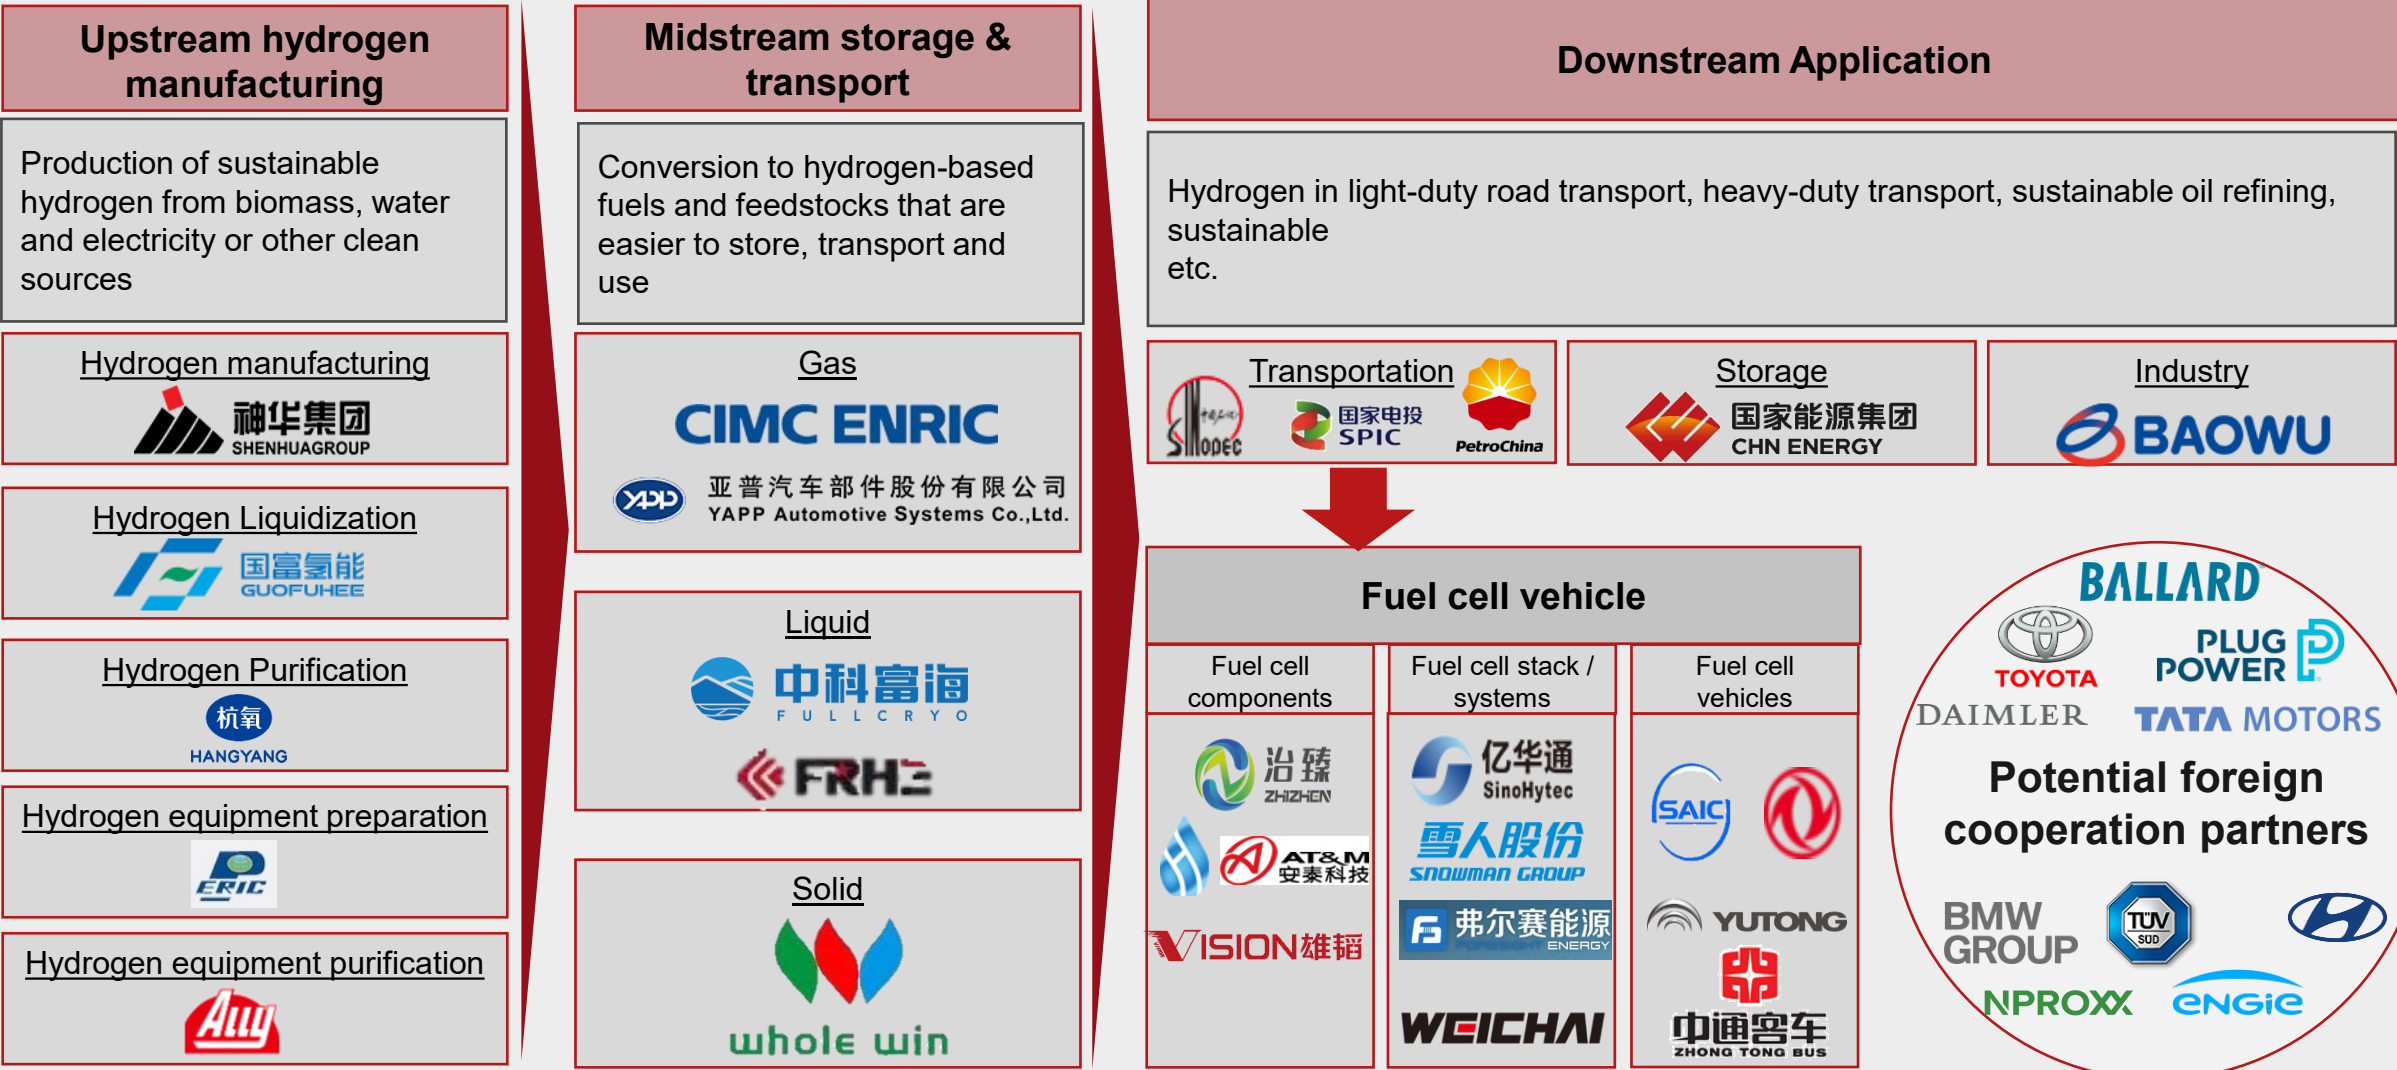 Upstream hydrogen
manufacturing
Production of sustainable
hydrogen from biomass, water
and electricity or other clean
sources
Hydrogen manufacturing
神华集团
SHENHUAGROUP
Hydrogen Liquidization
国富氢能
GUOFUHEE
Hydrogen Purification
杭氧
HANGYANG
Hydrogen equipment preparation
PERIC
Hydrogen equipment purification
Ally
Midstream storage &
transport
Conversion to hydrogen-based
fuels and feedstocks that are
easier to store, transport and
use
Gas
CIMC ENRIC
YAPP
亚普汽车部件股份有限公司
YAPP Automotive Systems Co.,Ltd.
Liquid
中科富海
FULLCRYO
FRHE
Solid
whole win
Downstream Application
Hydrogen in light-duty road transport, heavy-duty transport, sustainable oil refining,
sustainable
etc.
Transportation
Sinopec
国家电投
SPIC
PetroChina
Storage
国家能源集团
CHN ENERGY
Industry
BAOWU
Fuel cell vehicle
Fuel cell
components
冶臻
ZHIZHEN
AT&M
安泰科技
VISION雄韬
Fuel cell stack /
systems
亿华通
SinoHytec
雪人股份
SNOWMAN GROUP
弗尔赛能源
FORESIGHT ENERGY
WEICHAI
Fuel cell
vehicles
SAIC
YUTONG
中通客车
ZHONG TONG BUS
BALLARD
TOYOTA
PLUG
POWER
DAIMLER
TATA MOTORS
Potential foreign
cooperation partners
BMW
GROUP
TÜV
SÜD
NPROXX
ENGIE